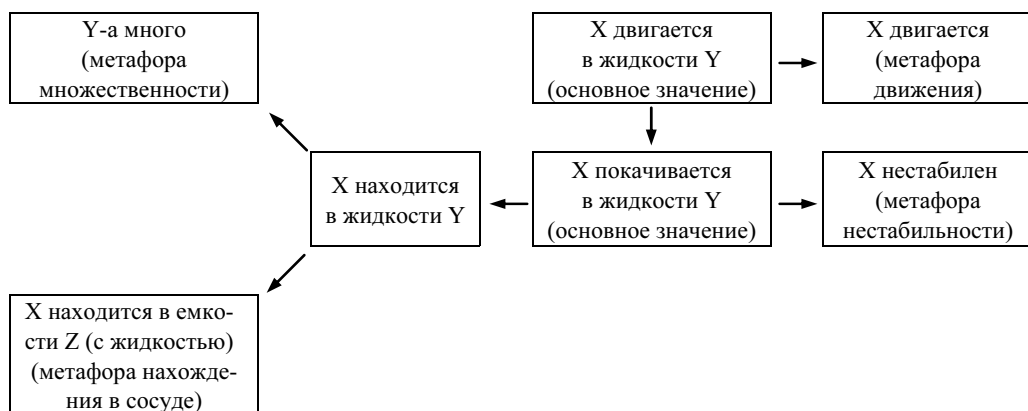 Y-а много
(метафора
множественности)
X двигается
в жидкости Y
(основное значение)
X двигается
(метафора
движения)
X находится
в жидкости Y
X покачивается
в жидкости Y
(основное значение)
X нестабилен
(метафора
нестабильности)
X находится в емко-
сти Z (с жидкостью)
(метафора нахожде-
ния в сосуде)